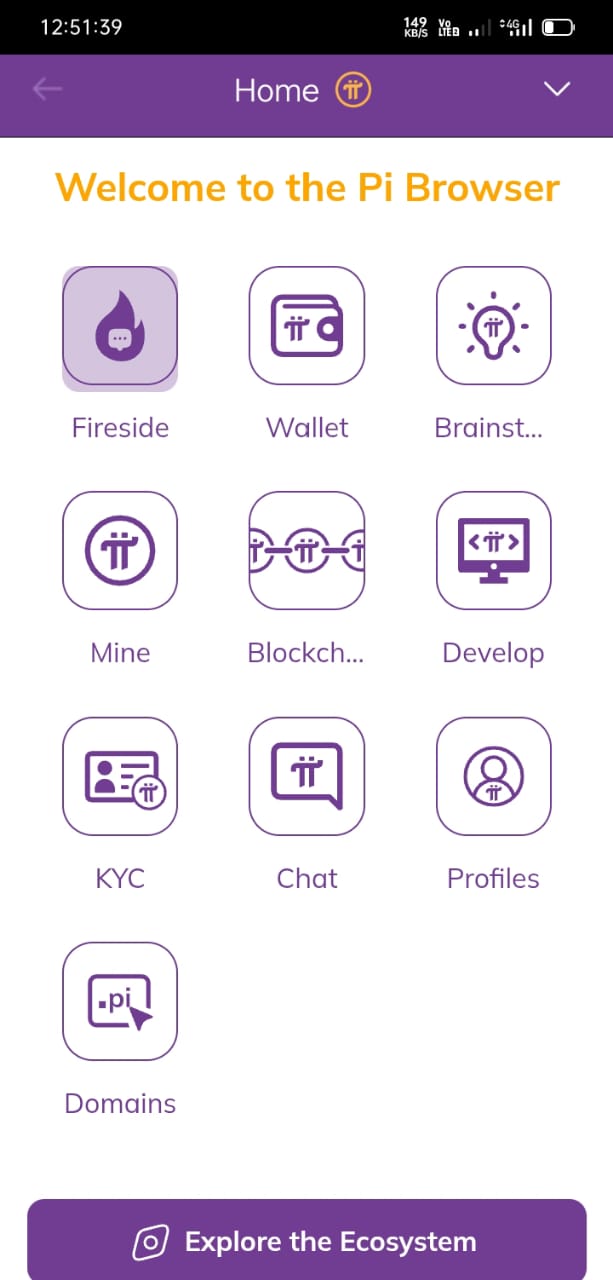 12:51:39 149 KB/S Vo LTE 2 4G
Home
Welcome to the Pi Browser
Fireside Wallet Brainst...
Mine Blockch... Develop
KYC Chat Profiles
.pi
Domains
Explore the Ecosystem